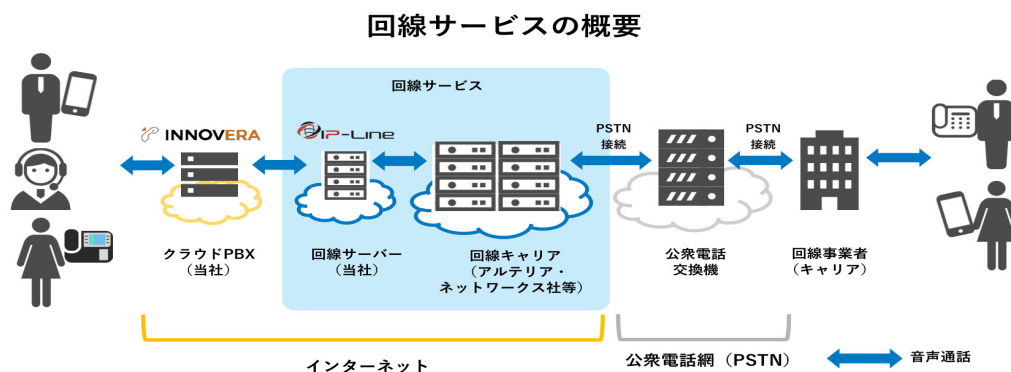 回線サービスの概要
回線サービス
INNOVERA
IP-Line
PSTN
接続
PSTN
接続
クラウドPBX
（当社）
回線サーバー
（当社）
回線キャリア
（アルテリア・
ネットワークス社等）
公衆電話
交換機
回線事業者
（キャリア）
インターネット
公衆電話網（PSTN）
音声通話